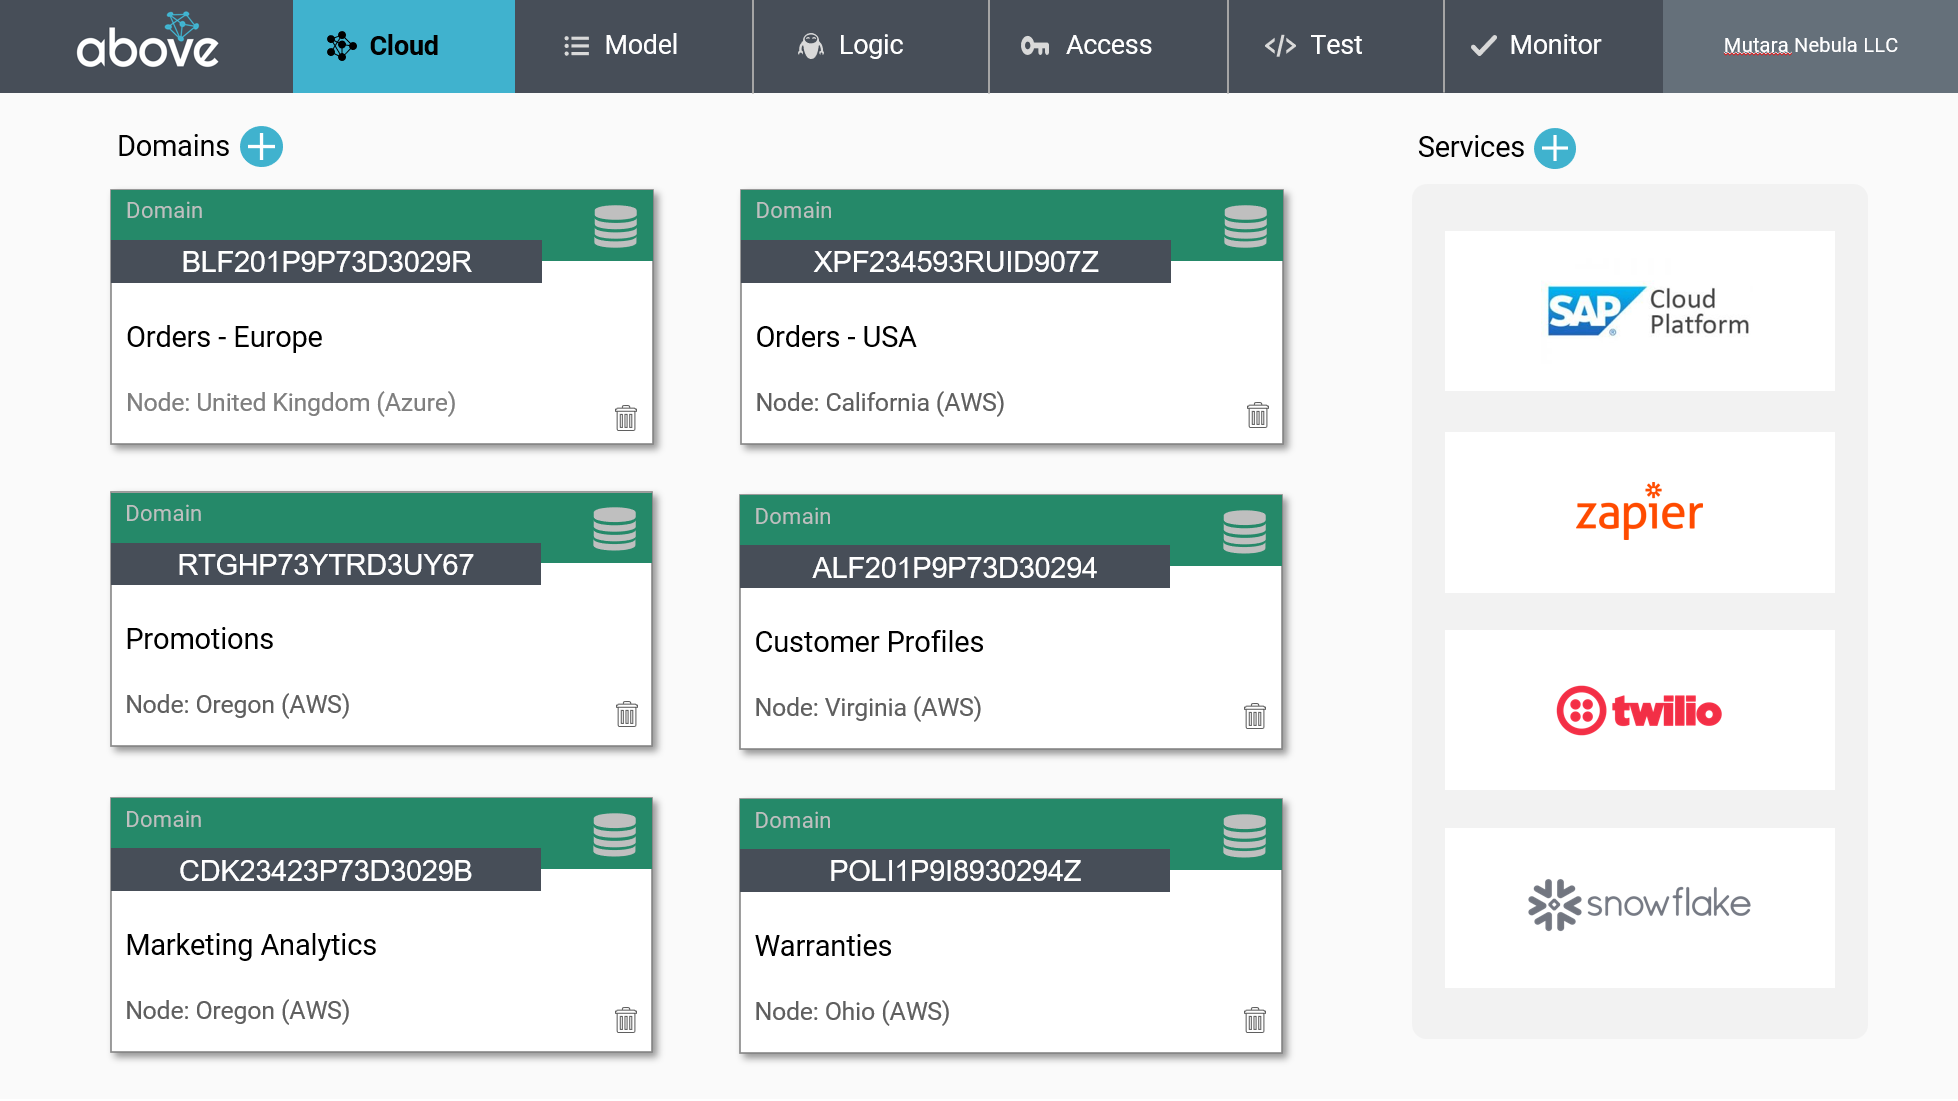 above
Cloud
Model
Logic
Access
Test
Monitor
Mutara Nebula LLC
Domains
Services
Domain
BLF201P9P73D3029R
Orders - Europe
Node: United Kingdom (Azure)
Domain
XPF234593RUID907Z
Orders - USA
Node: California (AWS)
Domain
RTGHP73YTRD3UY67
Promotions
Node: Oregon (AWS)
Domain
ALF201P9P73D30294
Customer Profiles
Node: Virginia (AWS)
Domain
CDK23423P73D3029B
Marketing Analytics
Node: Oregon (AWS)
Domain
POLI1P9I8930294Z
Warranties
Node: Ohio (AWS)
SAP ®
Cloud
Platform
zapier
twilio
snowflake